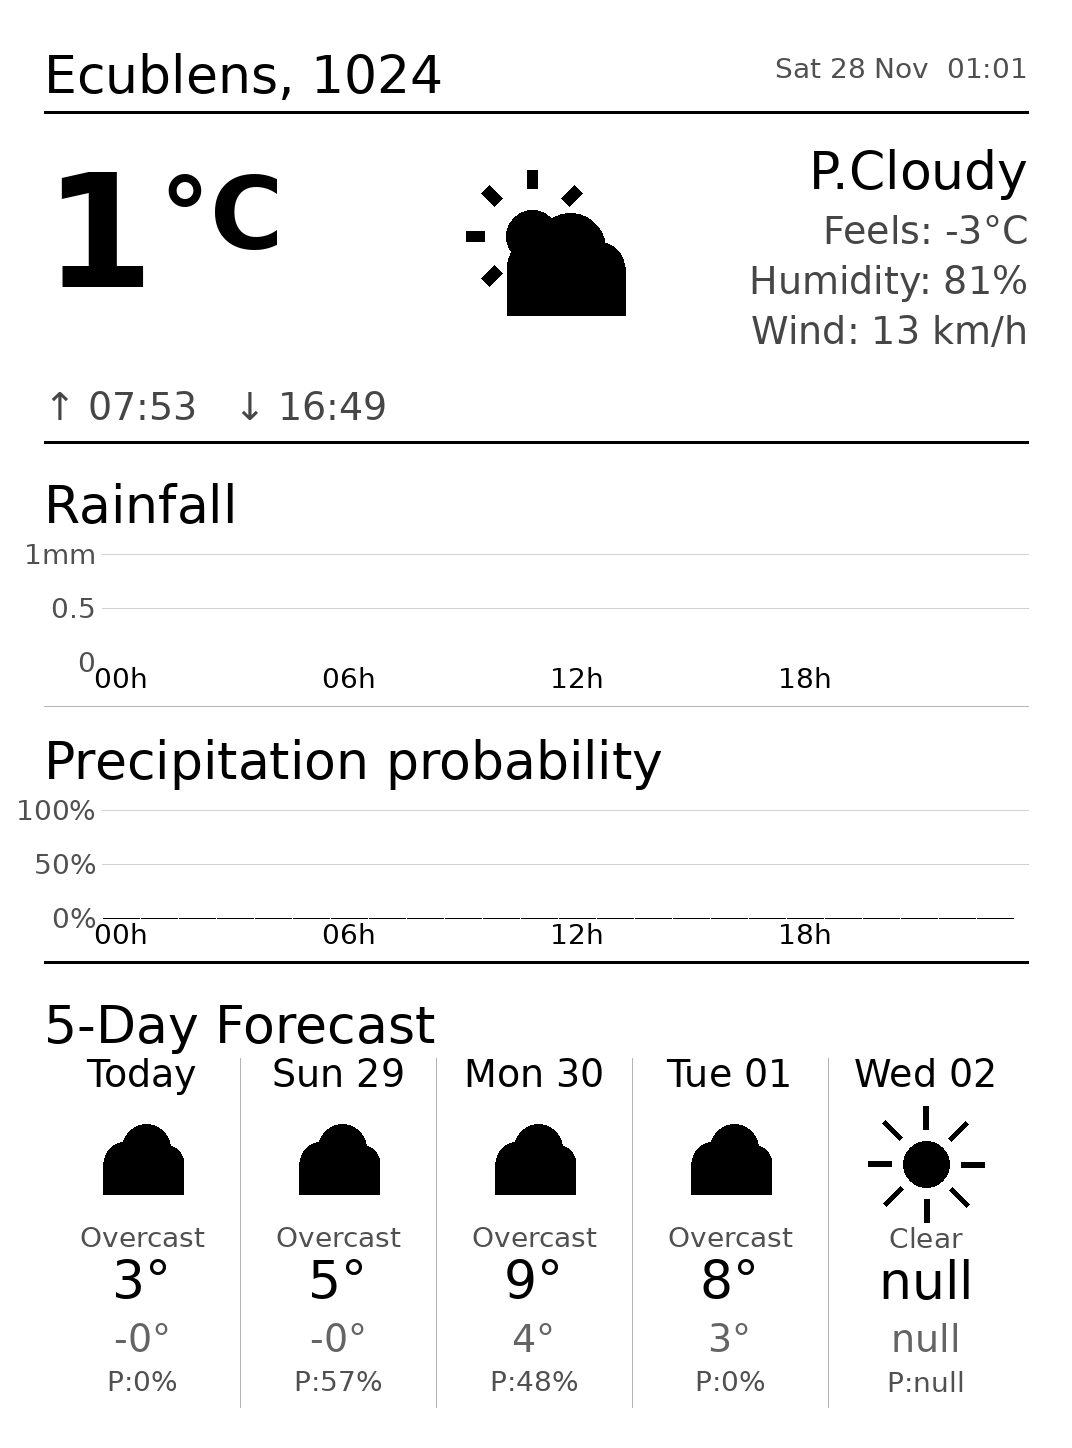 Ecublens, 1024
Sat 28 Nov 01:01
1 °C
P.Cloudy
Feels: -3°C
Humidity: 81%
Wind: 13 km/h
↑ 07:53 ↓ 16:49
Rainfall
1mm
0.5
0
00h 06h 12h 18h
Precipitation probability
100%
50%
0%
00h 06h 12h 18h
5-Day Forecast
Today Sun 29 Mon 30 Tue 01 Wed 02
Overcast Overcast Overcast Overcast Clear
3° 5° 9° 8° null
-0° -0° 4° 3° null
P:0% P:57% P:48% P:0% P:null